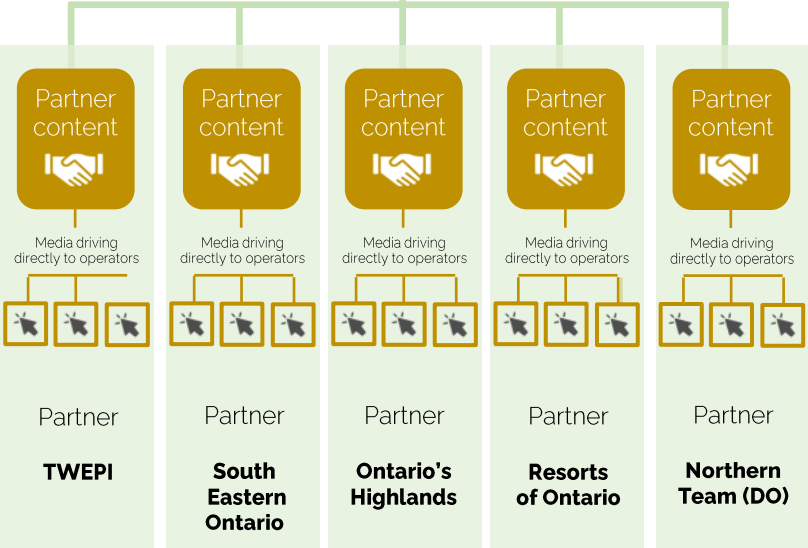 Partner
content
Media driving
directly to operators
Partner
TWEPI
Partner
content
Media driving
directly to operators
Partner
South
Eastern
Ontario
Partner
content
Media driving
directly to operators
Partner
Ontario's
Highlands
Partner
content
Media driving
directly to operators
Partner
Resorts
of Ontario
Partner
content
Media driving
directly to operators
Partner
Northern
Team (DO)